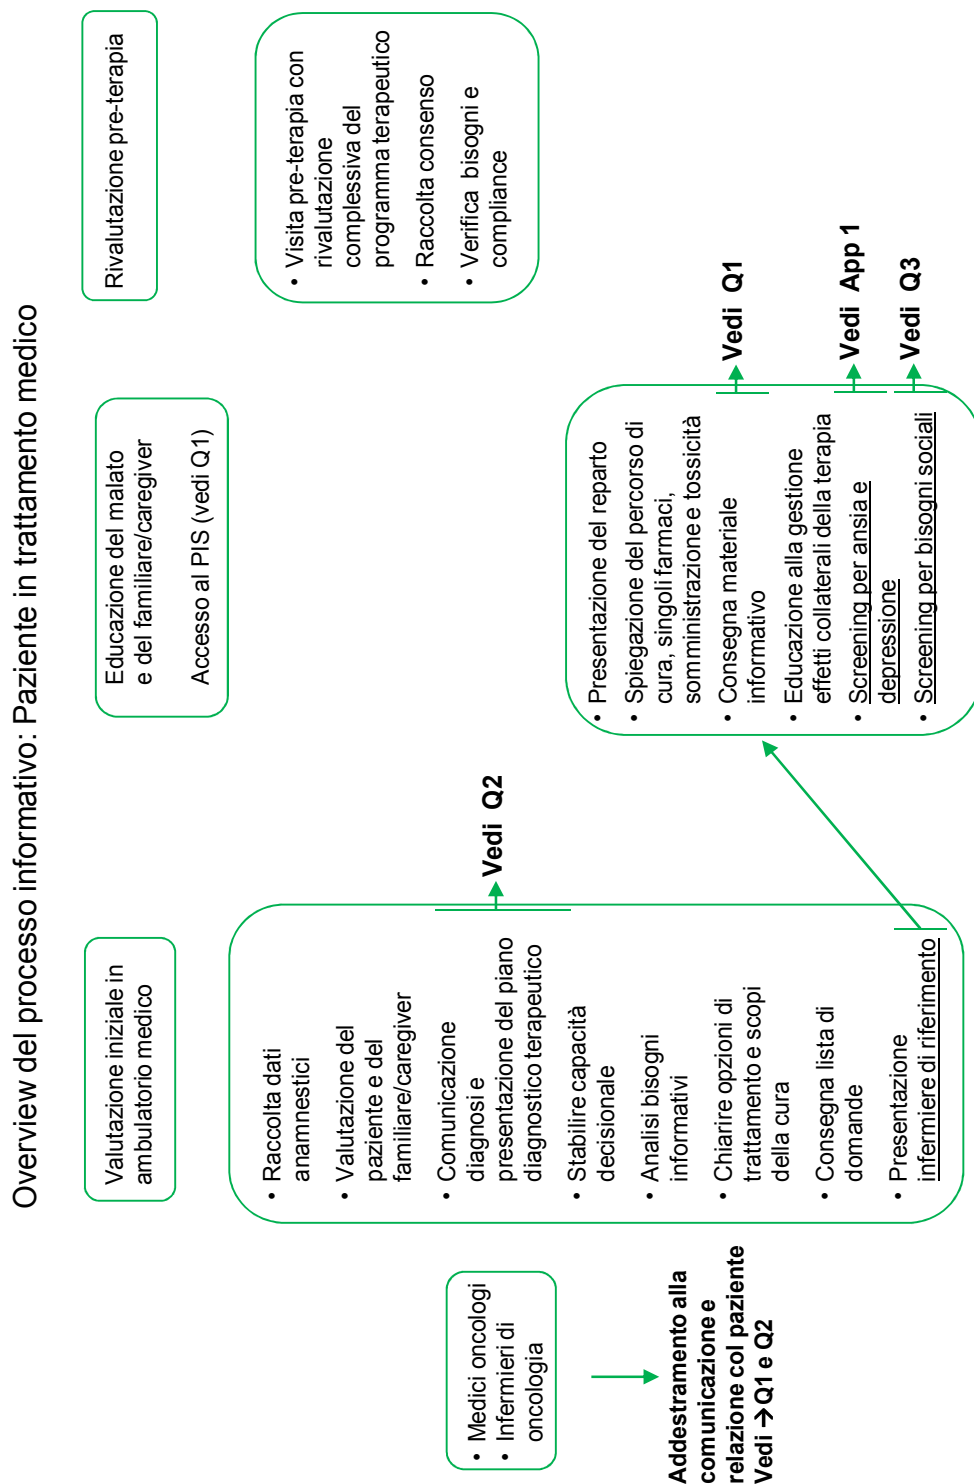 Overview del processo informativo: Paziente in trattamento medico
Valutazione iniziale in
ambulatorio medico
Educazione del malato
e del familiare/caregiver
Accesso al PIS (vedi Q1)
Rivalutazione pre-terapia
• Medici oncologi
• Infermieri di
oncologia
Addestramento alla
comunicazione e
relazione col paziente
Vedi →Q1 e Q2
• Raccolta dati
anamnestici
• Valutazione del
paziente e del
familiare/caregiver
• Comunicazione
diagnosi e
presentazione del piano
diagnostico terapeutico
• Stabilire capacità
decisionale
• Analisi bisogni
informativi
• Chiarire opzioni di
trattamento e scopi
della cura
• Consegna lista di
domande
• Presentazione
infermiere di riferimento
Vedi Q2
• Presentazione del reparto
• Spiegazione del percorso di
cura, singoli farmaci,
somministrazione e tossicità
• Consegna materiale
informativo
• Educazione alla gestione
effetti collaterali della terapia
• Screening per ansia e
depressione
• Screening per bisogni sociali
Vedi Q1
Vedi App 1
Vedi Q3
• Visita pre-terapia con
rivalutazione
complessiva del
programma terapeutico
• Raccolta consenso
• Verifica bisogni e
compliance